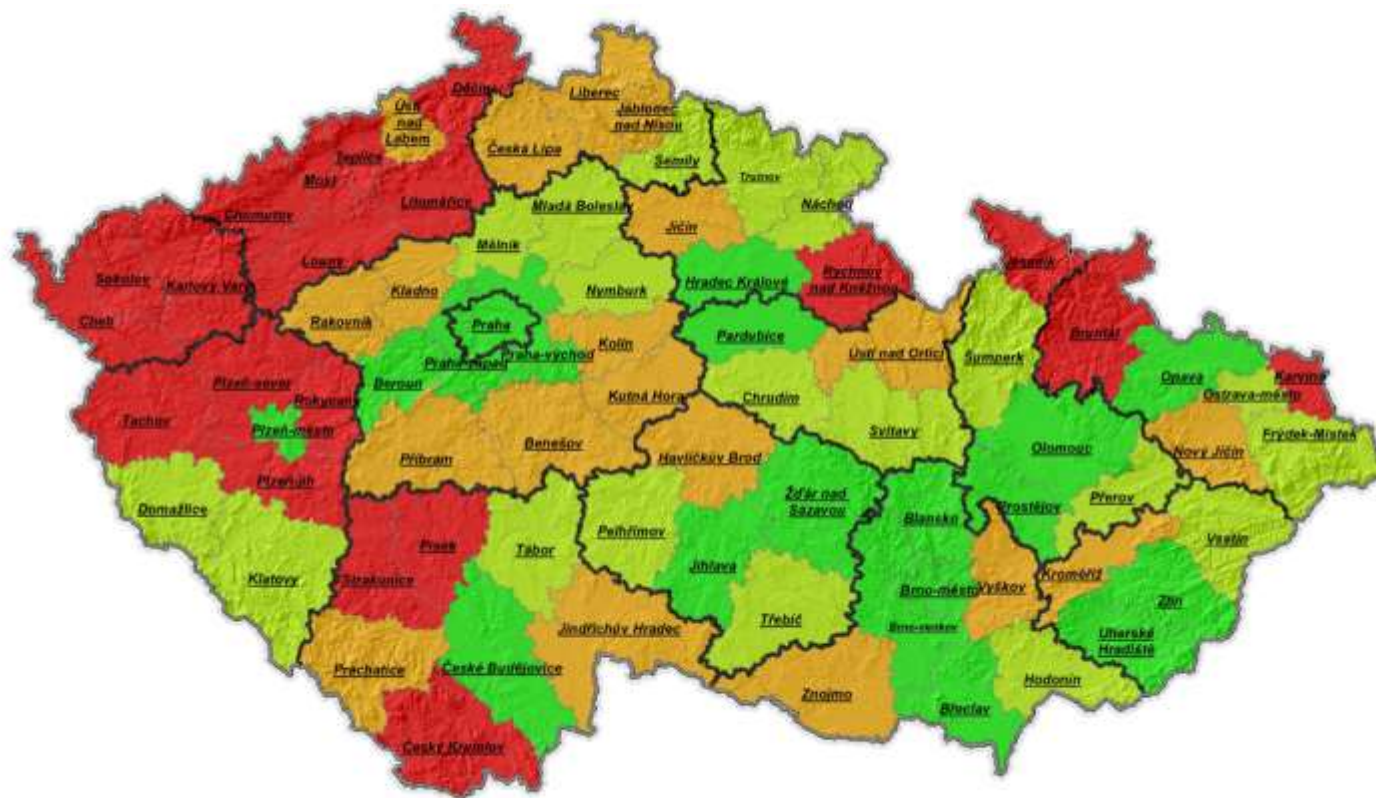 Děčín
Liberec
Ústí
nad
Labem
Jablonec
nad Nisou
Česká Lípa
Teplice
Semily
Most
Trutnov
Litoměřice
Mladá Boleslav
Náchod
Chomutov
Jičín
Mělník
Louny
Jeseník
Sokolov
Karlovy Vary
Kladno
Nymburk
Hradec Králové
Rychnov
nad Kněžnou
Cheb
Rakovník
Praha
Pardubice
Bruntál
Kolín
Ústí nad Orlicí
Šumperk
Praha-východ
Praha-západ
Beroun
Opava
Karviná
Plzeň-sever
Rokycany
Kutná Hora
Chrudim
Ostrava-město
Tachov
Plzeň-město
Svitavy
Frýdek-Místek
Benešov
Příbram
Havlíčkův Brod
Olomouc
Nový Jičín
Plzeň-jih
Žďár nad
Sázavou
Přerov
Domažlice
Prostějov
Blansko
Pelhřimov
Vsetín
Písek
Tábor
Jihlava
Klatovy
Strakonice
Brno-město
Vyškov
Kroměříž
Zlín
Třebíč
Jindřichův Hradec
Brno-venkov
Uherské
Hradiště
Prachatice
České Budějovice
Hodonín
Znojmo
Břeclav
Český Krumlov